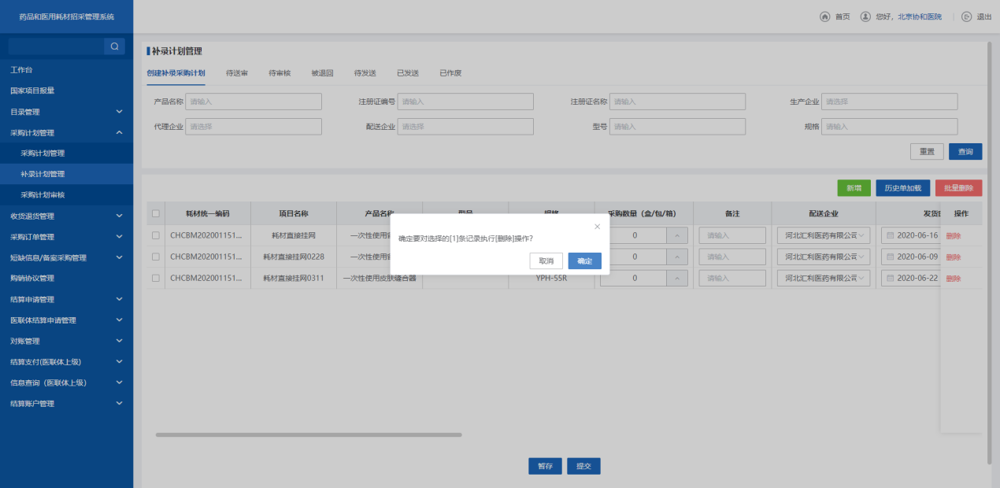 药品和医用耗材招采管理系统
首页 您好, 北京协和医院 退出
工作台
国家项目报量
目录管理
采购计划管理
采购计划管理
补录计划管理
采购计划审核
收货退货管理
采购订单管理
短缺信息/备案采购管理
购销协议管理
结算申请管理
医联体结算申请管理
对账管理
结算支付(医联体上级)
信息查询（医联体上级）
结算账户管理
补录计划管理
创建补录采购计划 待送审 待审核 被退回 待发送 已发送 已作废
产品名称 请输入 注册证编号 请输入 注册证名称 请输入 生产企业 请选择
代理企业 请选择 配送企业 请选择 型号 请输入 规格 请输入
重置 查询
新增 历史单加载 批量删除
耗材统一编码 项目名称 产品名称 型号 规格 采购数量（盒/包/箱） 备注 配送企业 发货 操作
CHCBM202001151... 耗材直接挂网 一次性使用 0 请输入 河北汇利医药有限公司 2020-06-16 删除
CHCBM202001151... 耗材直接挂网0228 一次性使用 0 请输入 河北汇利医药有限公司 2020-06-09 删除
CHCBM202001151... 耗材直接挂网0311 一次性使用皮肤缝合器 YPH-55R 0 请输入 河北汇利医药有限公司 2020-06-22 删除
确定要对选择的[1]条记录执行[删除]操作?
取消 确定
暂存 提交